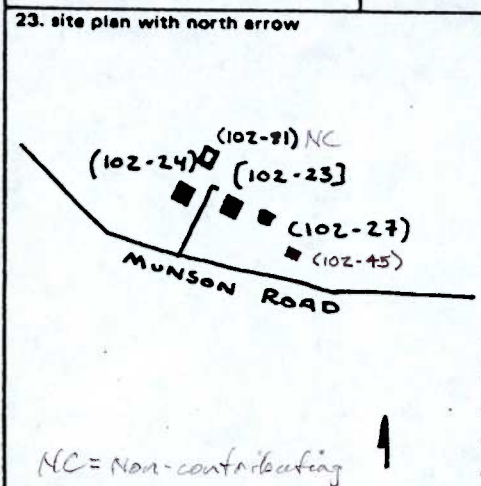 23. site plan with north arrow
(102-81) NC
(102-24) [102-23]
(102-27)
(102-45)
MUNSON ROAD
NC = Non-contributing